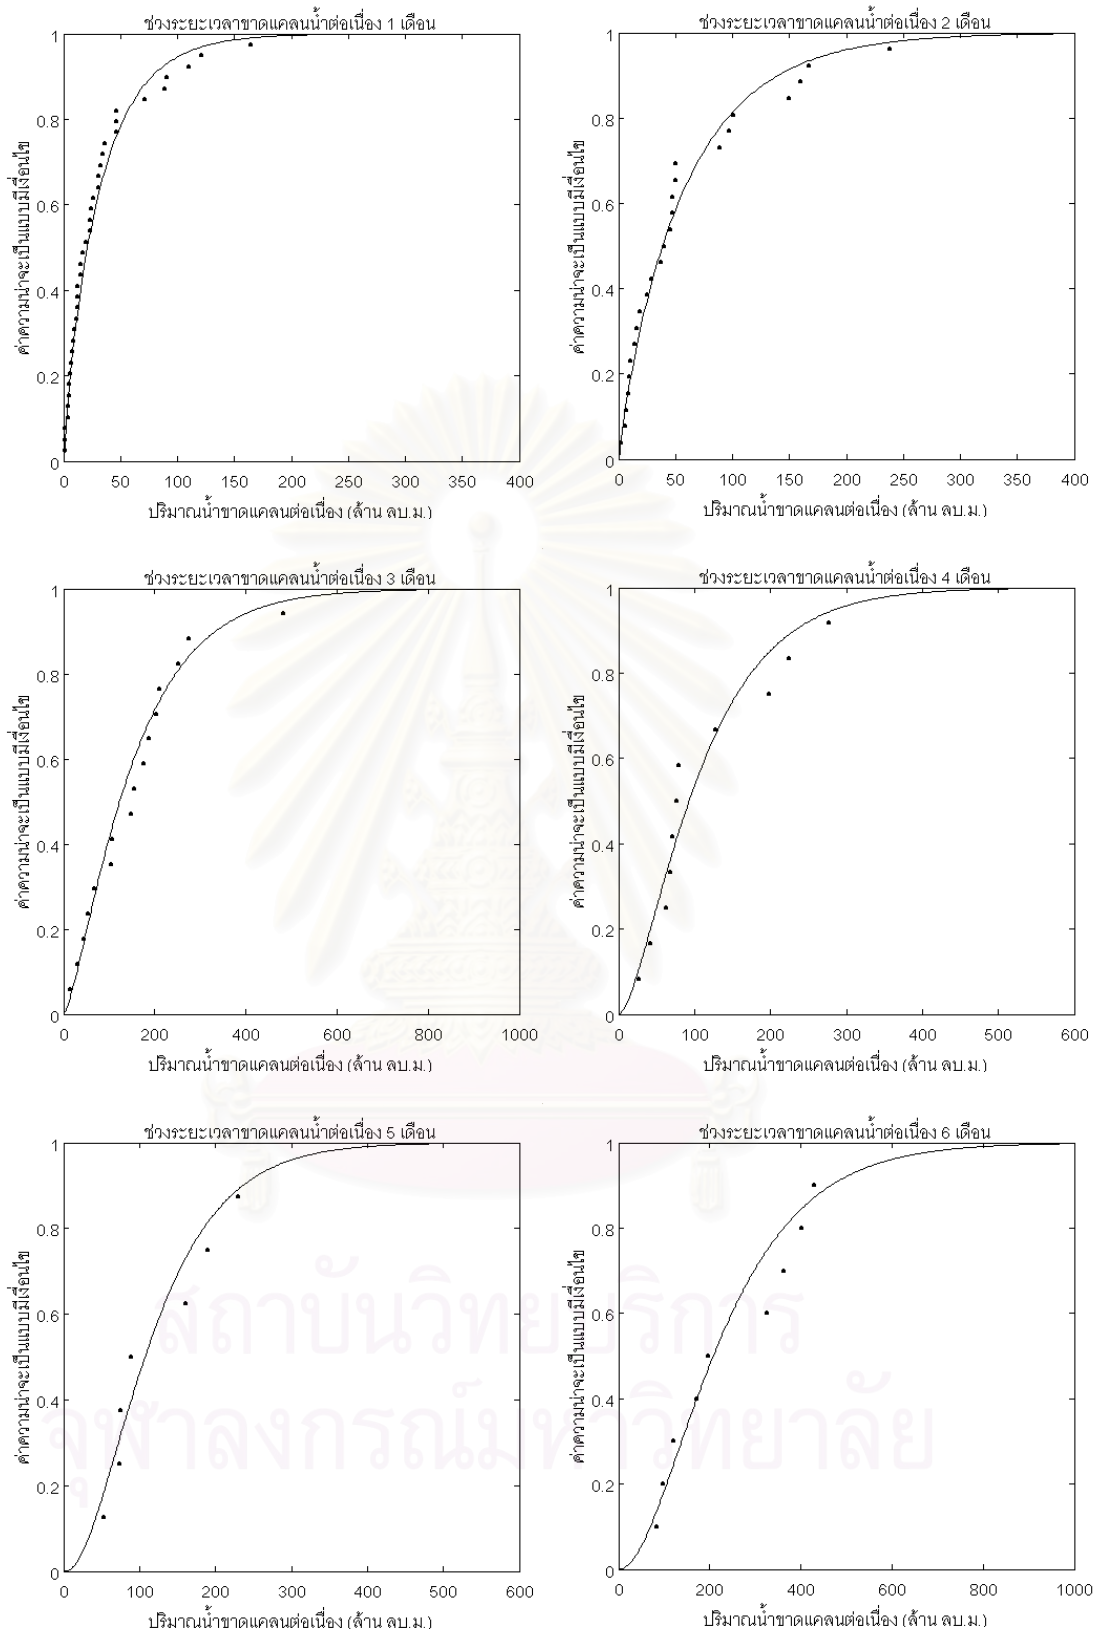 ช่วงระยะเวลาขาดแคลนน้ำต่อเนื่อง 1 เดือน
1
0.8
0.6
0.4
0.2
0
ค่าความน่าจะเป็นแบบมีเงื่อนไข
0 50 100 150 200 250 300 350 400
ปริมาณน้ำขาดแคลนต่อเนื่อง (ล้าน ลบ.ม.)
ช่วงระยะเวลาขาดแคลนน้ำต่อเนื่อง 2 เดือน
1
0.8
0.6
0.4
0.2
0
ค่าความน่าจะเป็นแบบมีเงื่อนไข
0 50 100 150 200 250 300 350 400
ปริมาณน้ำขาดแคลนต่อเนื่อง (ล้าน ลบ.ม.)
ช่วงระยะเวลาขาดแคลนน้ำต่อเนื่อง 3 เดือน
1
0.8
0.6
0.4
0.2
0
ค่าความน่าจะเป็นแบบมีเงื่อนไข
0 200 400 600 800 1000
ปริมาณน้ำขาดแคลนต่อเนื่อง (ล้าน ลบ.ม.)
ช่วงระยะเวลาขาดแคลนน้ำต่อเนื่อง 4 เดือน
1
0.8
0.6
0.4
0.2
0
ค่าความน่าจะเป็นแบบมีเงื่อนไข
0 100 200 300 400 500 600
ปริมาณน้ำขาดแคลนต่อเนื่อง (ล้าน ลบ.ม.)
ช่วงระยะเวลาขาดแคลนน้ำต่อเนื่อง 5 เดือน
1
0.8
0.6
0.4
0.2
0
ค่าความน่าจะเป็นแบบมีเงื่อนไข
0 100 200 300 400 500 600
ปริมาณน้ำขาดแคลนต่อเนื่อง (ล้าน ลบ.ม.)
ช่วงระยะเวลาขาดแคลนน้ำต่อเนื่อง 6 เดือน
1
0.8
0.6
0.4
0.2
0
ค่าความน่าจะเป็นแบบมีเงื่อนไข
0 200 400 600 800 1000
ปริมาณน้ำขาดแคลนต่อเนื่อง (ล้าน ลบ.ม.)
สถาบันวิทยบริการ
จุฬาลงกรณ์มหาวิทยาลัย